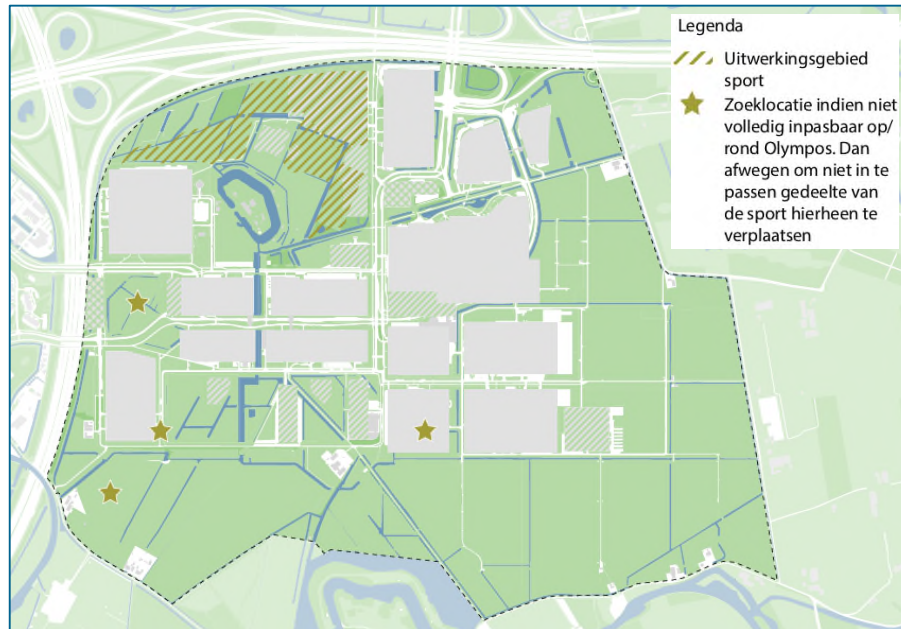 Legenda
Uitwerkingsgebied
sport
Zoeklocatie indien niet
volledig inpasbaar op/
rond Olympos. Dan
afwegen om niet in te
passen gedeelte van
de sport hierheen te
verplaatsen